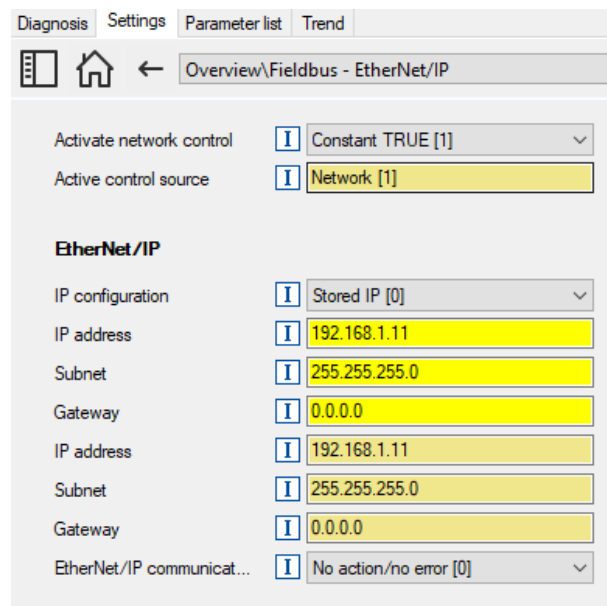 Diagnosis Settings Parameter list Trend
Overview\Fieldbus - EtherNet/IP
Activate network control I Constant TRUE [1]
Active control source I Network [1]
EtherNet/IP
IP configuration I Stored IP [0]
IP address I 192.168.1.11
Subnet I 255.255.255.0
Gateway I 0.0.0.0
IP address I 192.168.1.11
Subnet I 255.255.255.0
Gateway I 0.0.0.0
EtherNet/IP communicat... I No action/no error [0]